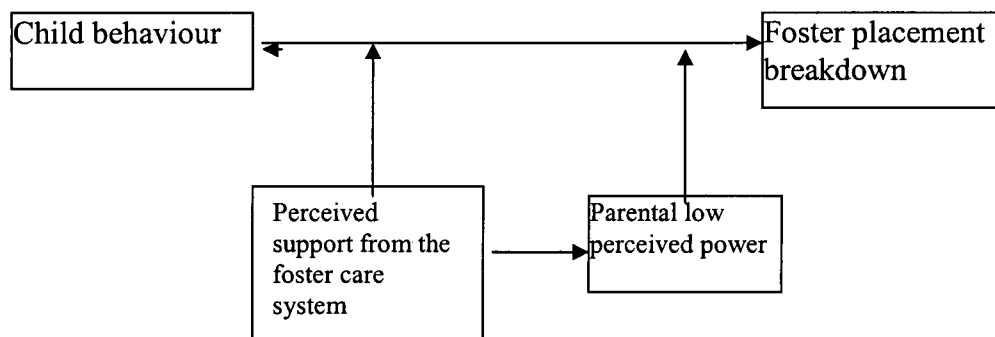 Child behaviour
Foster placement
breakdown
Perceived
support from the
foster care
system
Parental low
perceived power